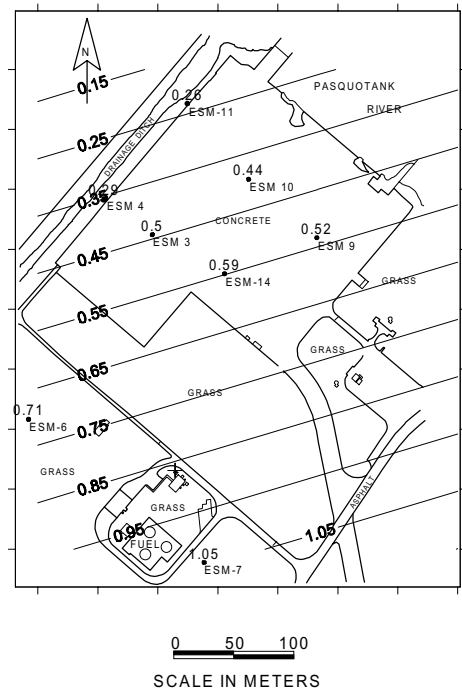 N
0.15
0.26
ESM-11
PASQUOTANK
RIVER
0.25
DRAINAGE DITCH
0.44
ESM 10
0.29
0.35
ESM 4
0.5
ESM 3
CONCRETE
0.52
ESM 9
0.45
0.59
ESM-14
GRASS
0.55
GRASS
0.65
GRASS
0.71
ESM-6
0.75
GRASS
0.85
GRASS
ASPHALT
0.95
FUEL
1.05
1.05
ESM-7
0 50 100
SCALE IN METERS